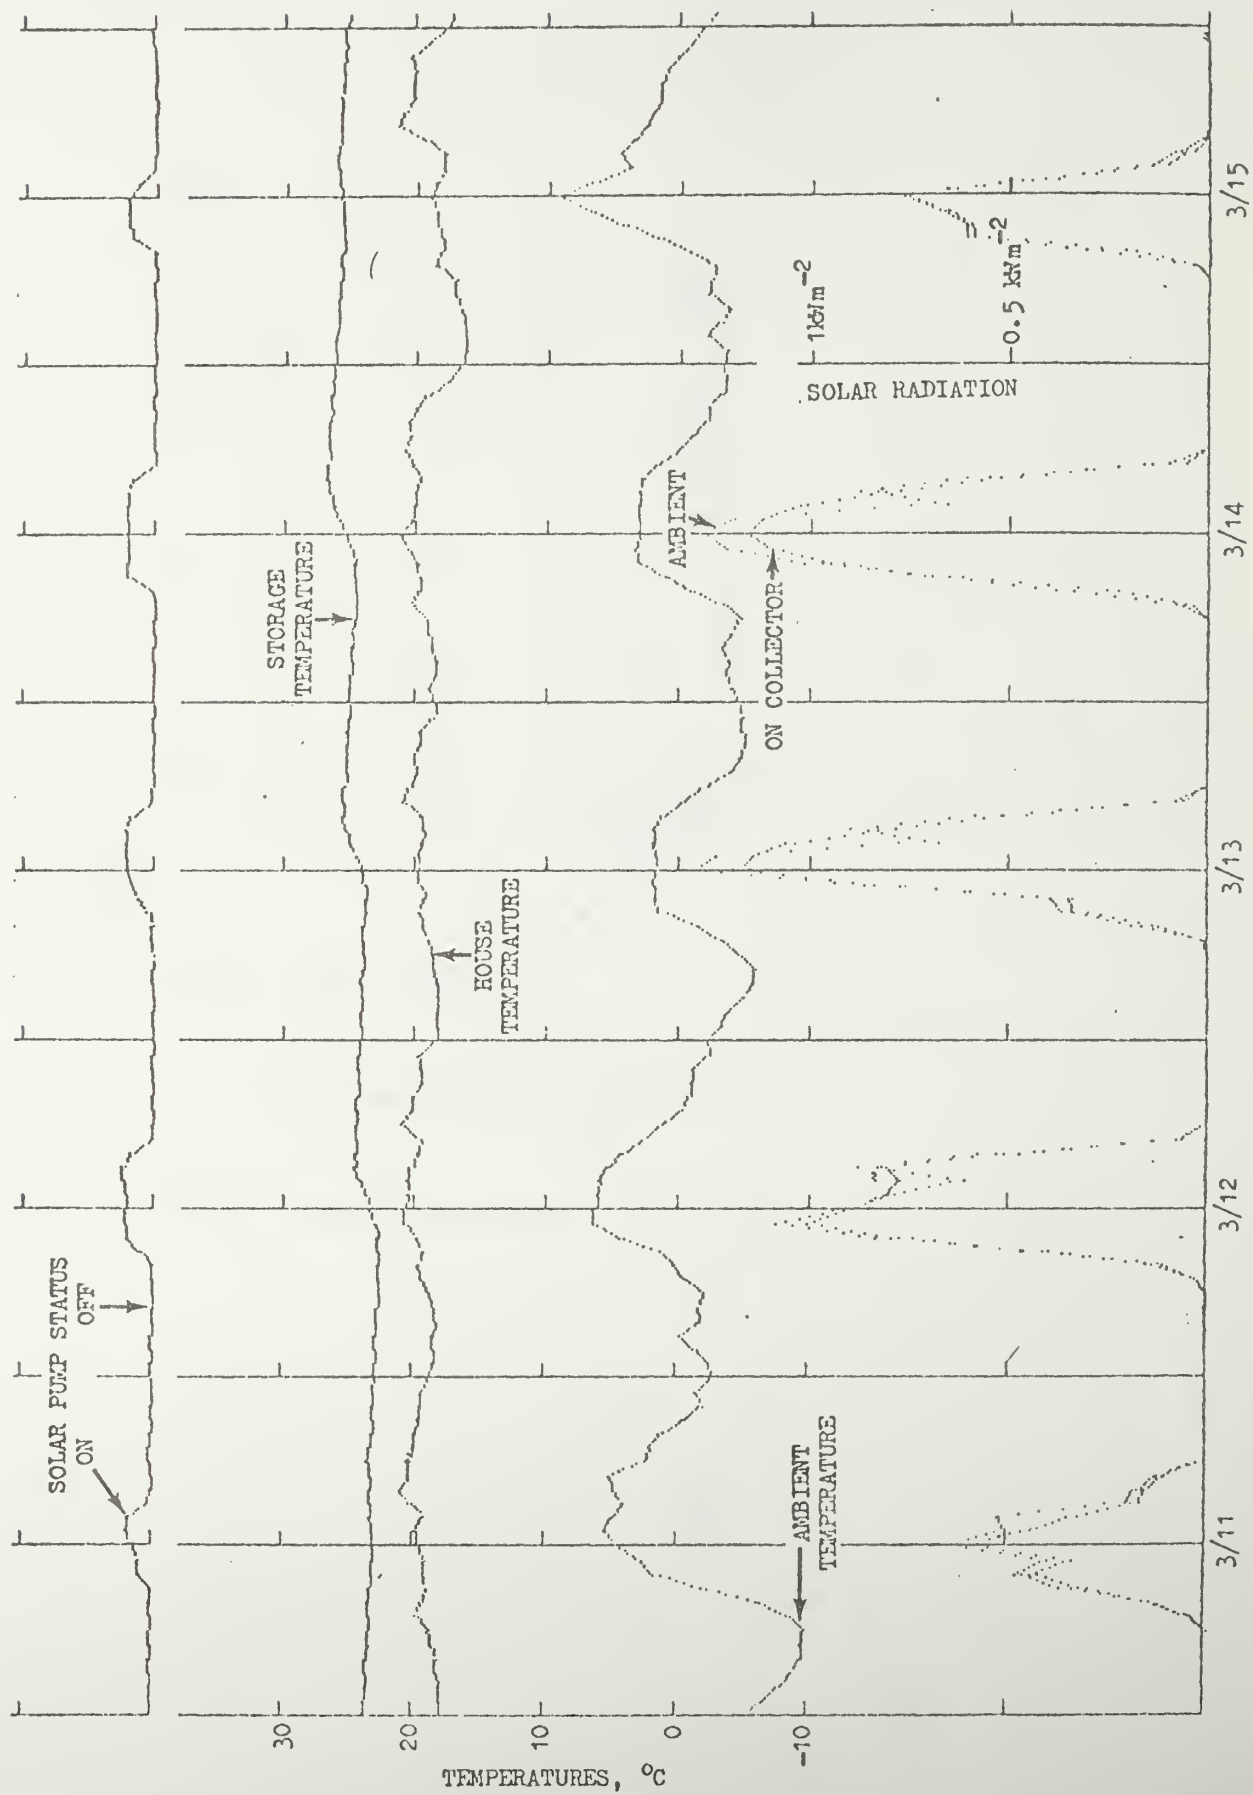 SOLAR PUMP STATUS
ON
OFF
STORAGE
TEMPERATURE
HOUSE
TEMPERATURE
AMBIENT
ON COLLECTOR
SOLAR RADIATION
1kWm-2
0.5 kWm-2
AMBIENT
TEMPERATURE
TEMPERATURES, °C
30
20
10
0
-10
3/11
3/12
3/13
3/14
3/15